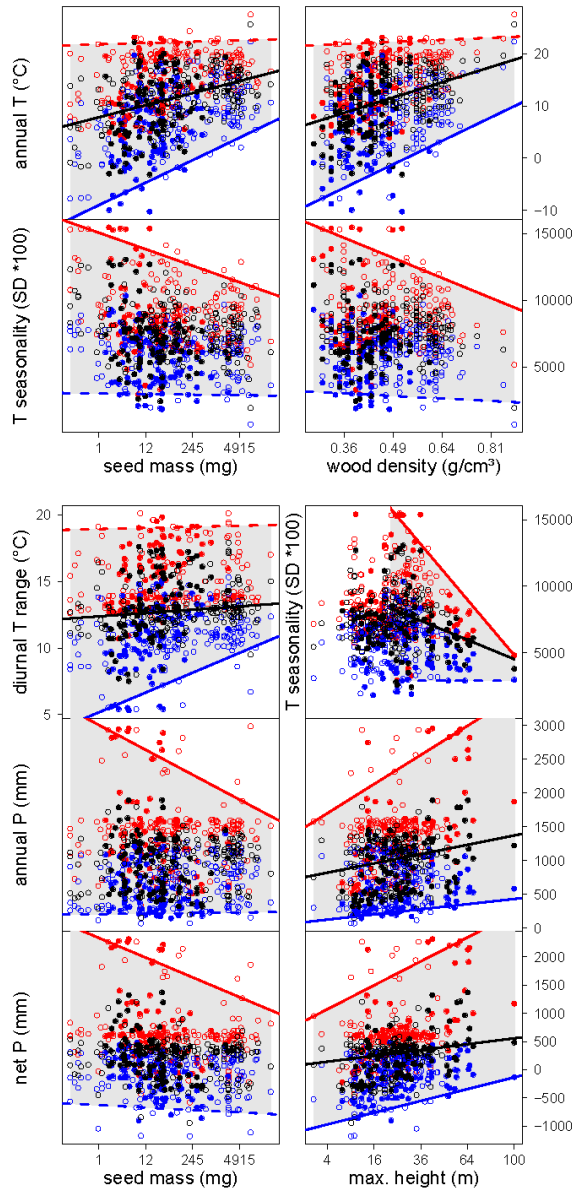 annual T (°C)
20
10
0
−10
T seasonality (SD *100)
15000
10000
5000
1 12 245 4915
seed mass (mg)
0.36 0.49 0.64 0.81
wood density (g/cm³)
diurnal T range (°C)
20
15
10
5
T seasonality (SD *100)
15000
10000
5000
annual P (mm)
3000
2500
2000
1500
1000
500
0
net P (mm)
2000
1500
1000
500
0
−500
−1000
1 12 245 4915
seed mass (mg)
4 16 36 64 100
max. height (m)